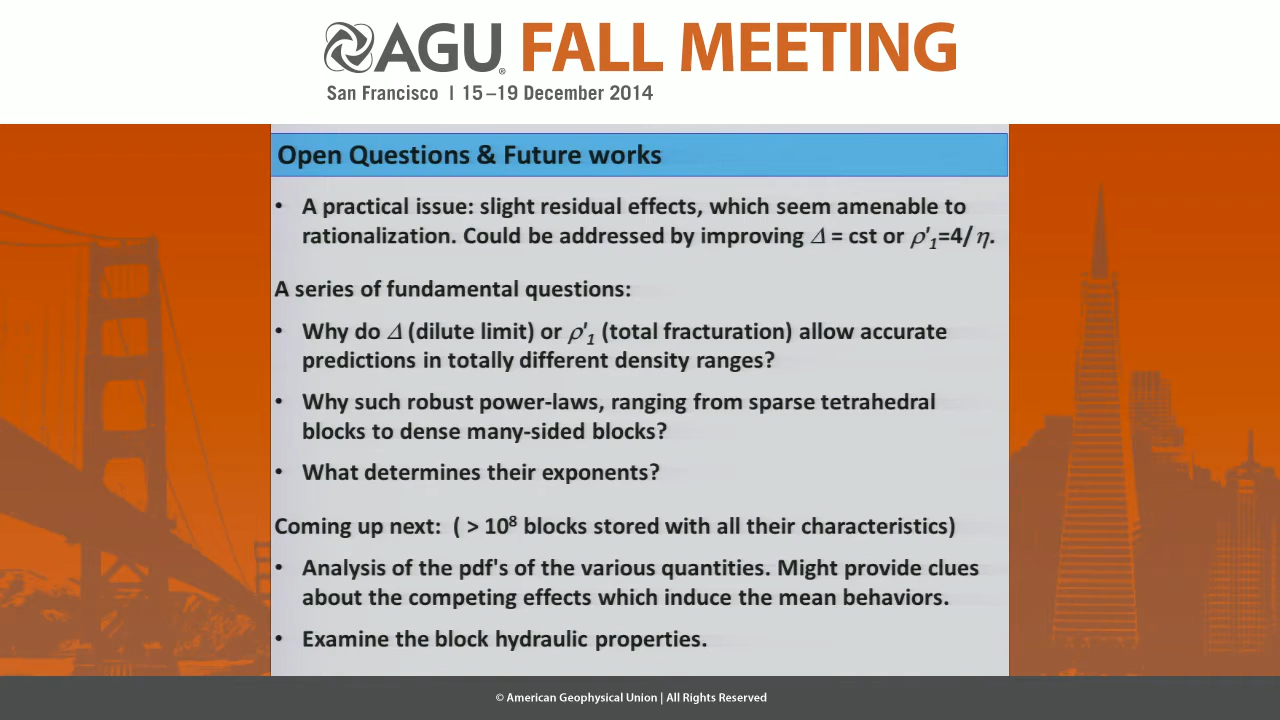 AGU® FALL MEETING
San Francisco | 15–19 December 2014
Open Questions & Future works
• A practical issue: slight residual effects, which seem amenable to
rationalization. Could be addressed by improving Δ = cst or ρ'₁=4/η.
A series of fundamental questions:
• Why do Δ (dilute limit) or ρ'₁ (total fracturation) allow accurate
predictions in totally different density ranges?
• Why such robust power-laws, ranging from sparse tetrahedral
blocks to dense many-sided blocks?
• What determines their exponents?
Coming up next: ( > 10⁸ blocks stored with all their characteristics)
• Analysis of the pdf's of the various quantities. Might provide clues
about the competing effects which induce the mean behaviors.
• Examine the block hydraulic properties.
© American Geophysical Union | All Rights Reserved